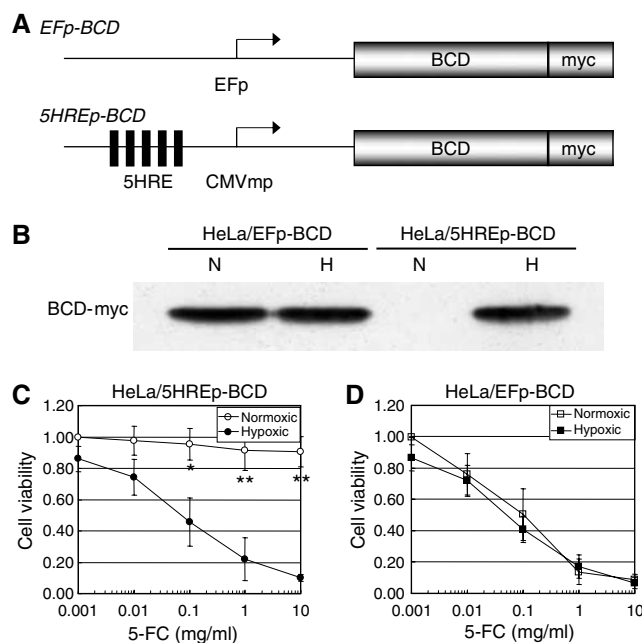 A
EFp-BCD
BCD
myc
EFp
5HREp-BCD
BCD
myc
5HRE
CMVmp
B
HeLa/EFp-BCD
HeLa/5HREp-BCD
N
H
N
H
BCD-myc
C
HeLa/5HREp-BCD
1.20
1.00
0.80
0.60
0.40
0.20
Cell viability
Normoxic
Hypoxic
*
**
**
0.001
0.01
0.1
1
10
5-FC (mg/ml)
D
HeLa/EFp-BCD
1.20
1.00
0.80
0.60
0.40
0.20
Cell viability
Normoxic
Hypoxic
0.001
0.01
0.1
1
10
5-FC (mg/ml)